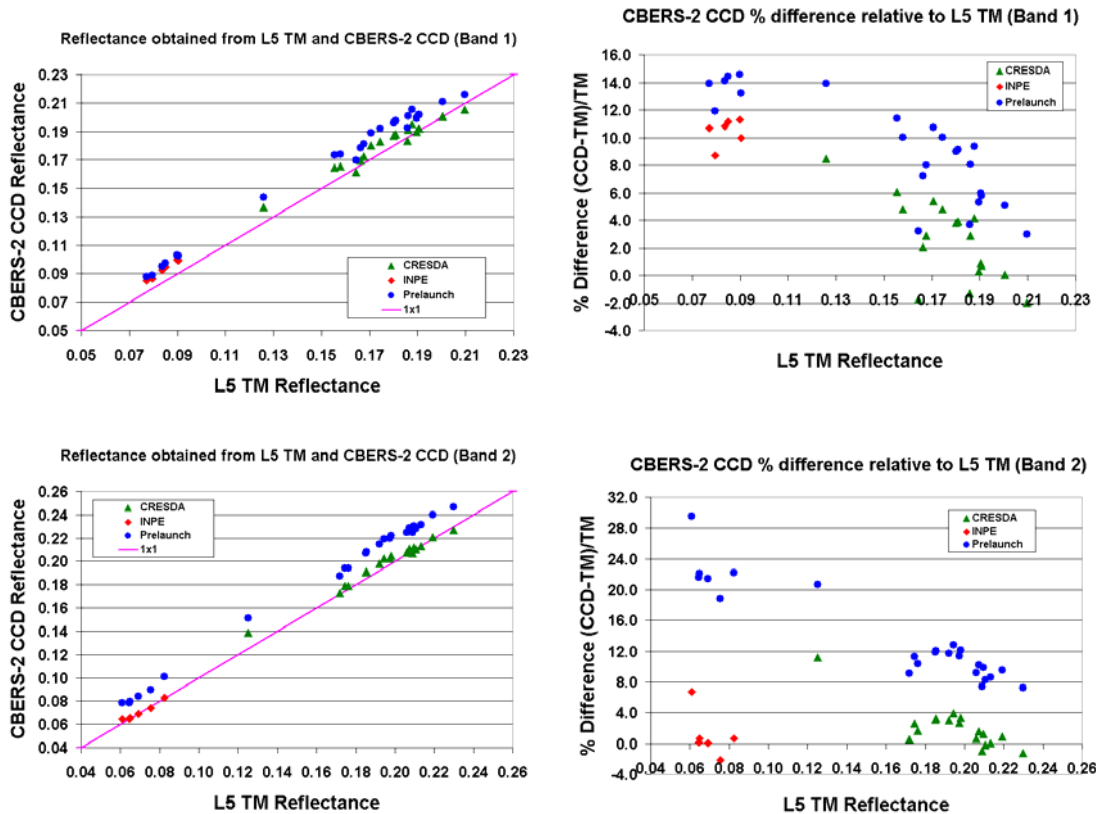 Reflectance obtained from L5 TM and CBERS-2 CCD (Band 1)
CBERS-2 CCD Reflectance
0.23
0.21
0.19
0.17
0.15
0.13
0.11
0.09
0.07
0.05
CRESDA
INPE
Prelaunch
1x1
0.05 0.07 0.09 0.11 0.13 0.15 0.17 0.19 0.21 0.23
L5 TM Reflectance
CBERS-2 CCD % difference relative to L5 TM (Band 1)
% Difference (CCD-TM)/TM
16.0
14.0
12.0
10.0
8.0
6.0
4.0
2.0
0.0
-2.0
-4.0
CRESDA
INPE
Prelaunch
0.05 0.07 0.09 0.11 0.13 0.15 0.17 0.19 0.21 0.23
L5 TM Reflectance
Reflectance obtained from L5 TM and CBERS-2 CCD (Band 2)
CBERS-2 CCD Reflectance
0.26
0.24
0.22
0.20
0.18
0.16
0.14
0.12
0.10
0.08
0.06
0.04
CRESDA
INPE
Prelaunch
1x1
0.04 0.06 0.08 0.10 0.12 0.14 0.16 0.18 0.20 0.22 0.24 0.26
L5 TM Reflectance
CBERS-2 CCD % difference relative to L5 TM (Band 2)
% Difference (CCD-TM)/TM
32.0
28.0
24.0
20.0
16.0
12.0
8.0
4.0
0.0
-4.0
CRESDA
INPE
Prelaunch
0.04 0.06 0.08 0.10 0.12 0.14 0.16 0.18 0.20 0.22 0.24 0.26
L5 TM Reflectance